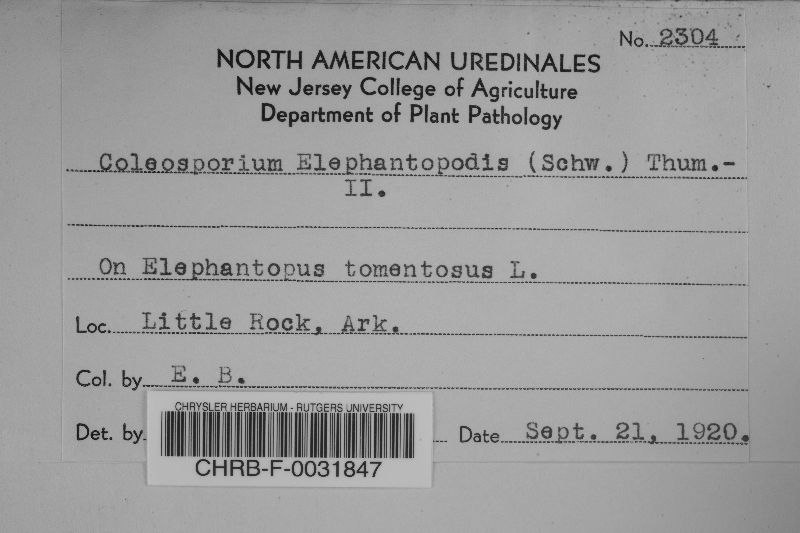 No. 2304
NORTH AMERICAN UREDINALES
New Jersey College of Agriculture
Department of Plant Pathology
Coleosporium Elephantopodis (Schw.) Thum.-
II.
On Elephantopus tomentosus L.
Loc. Little Rock, Ark.
Col. by E. B.
Det. by Date Sept. 21, 1920.
CHRYSLER HERBARIUM - RUTGERS UNIVERSITY
CHRB-F-0031847